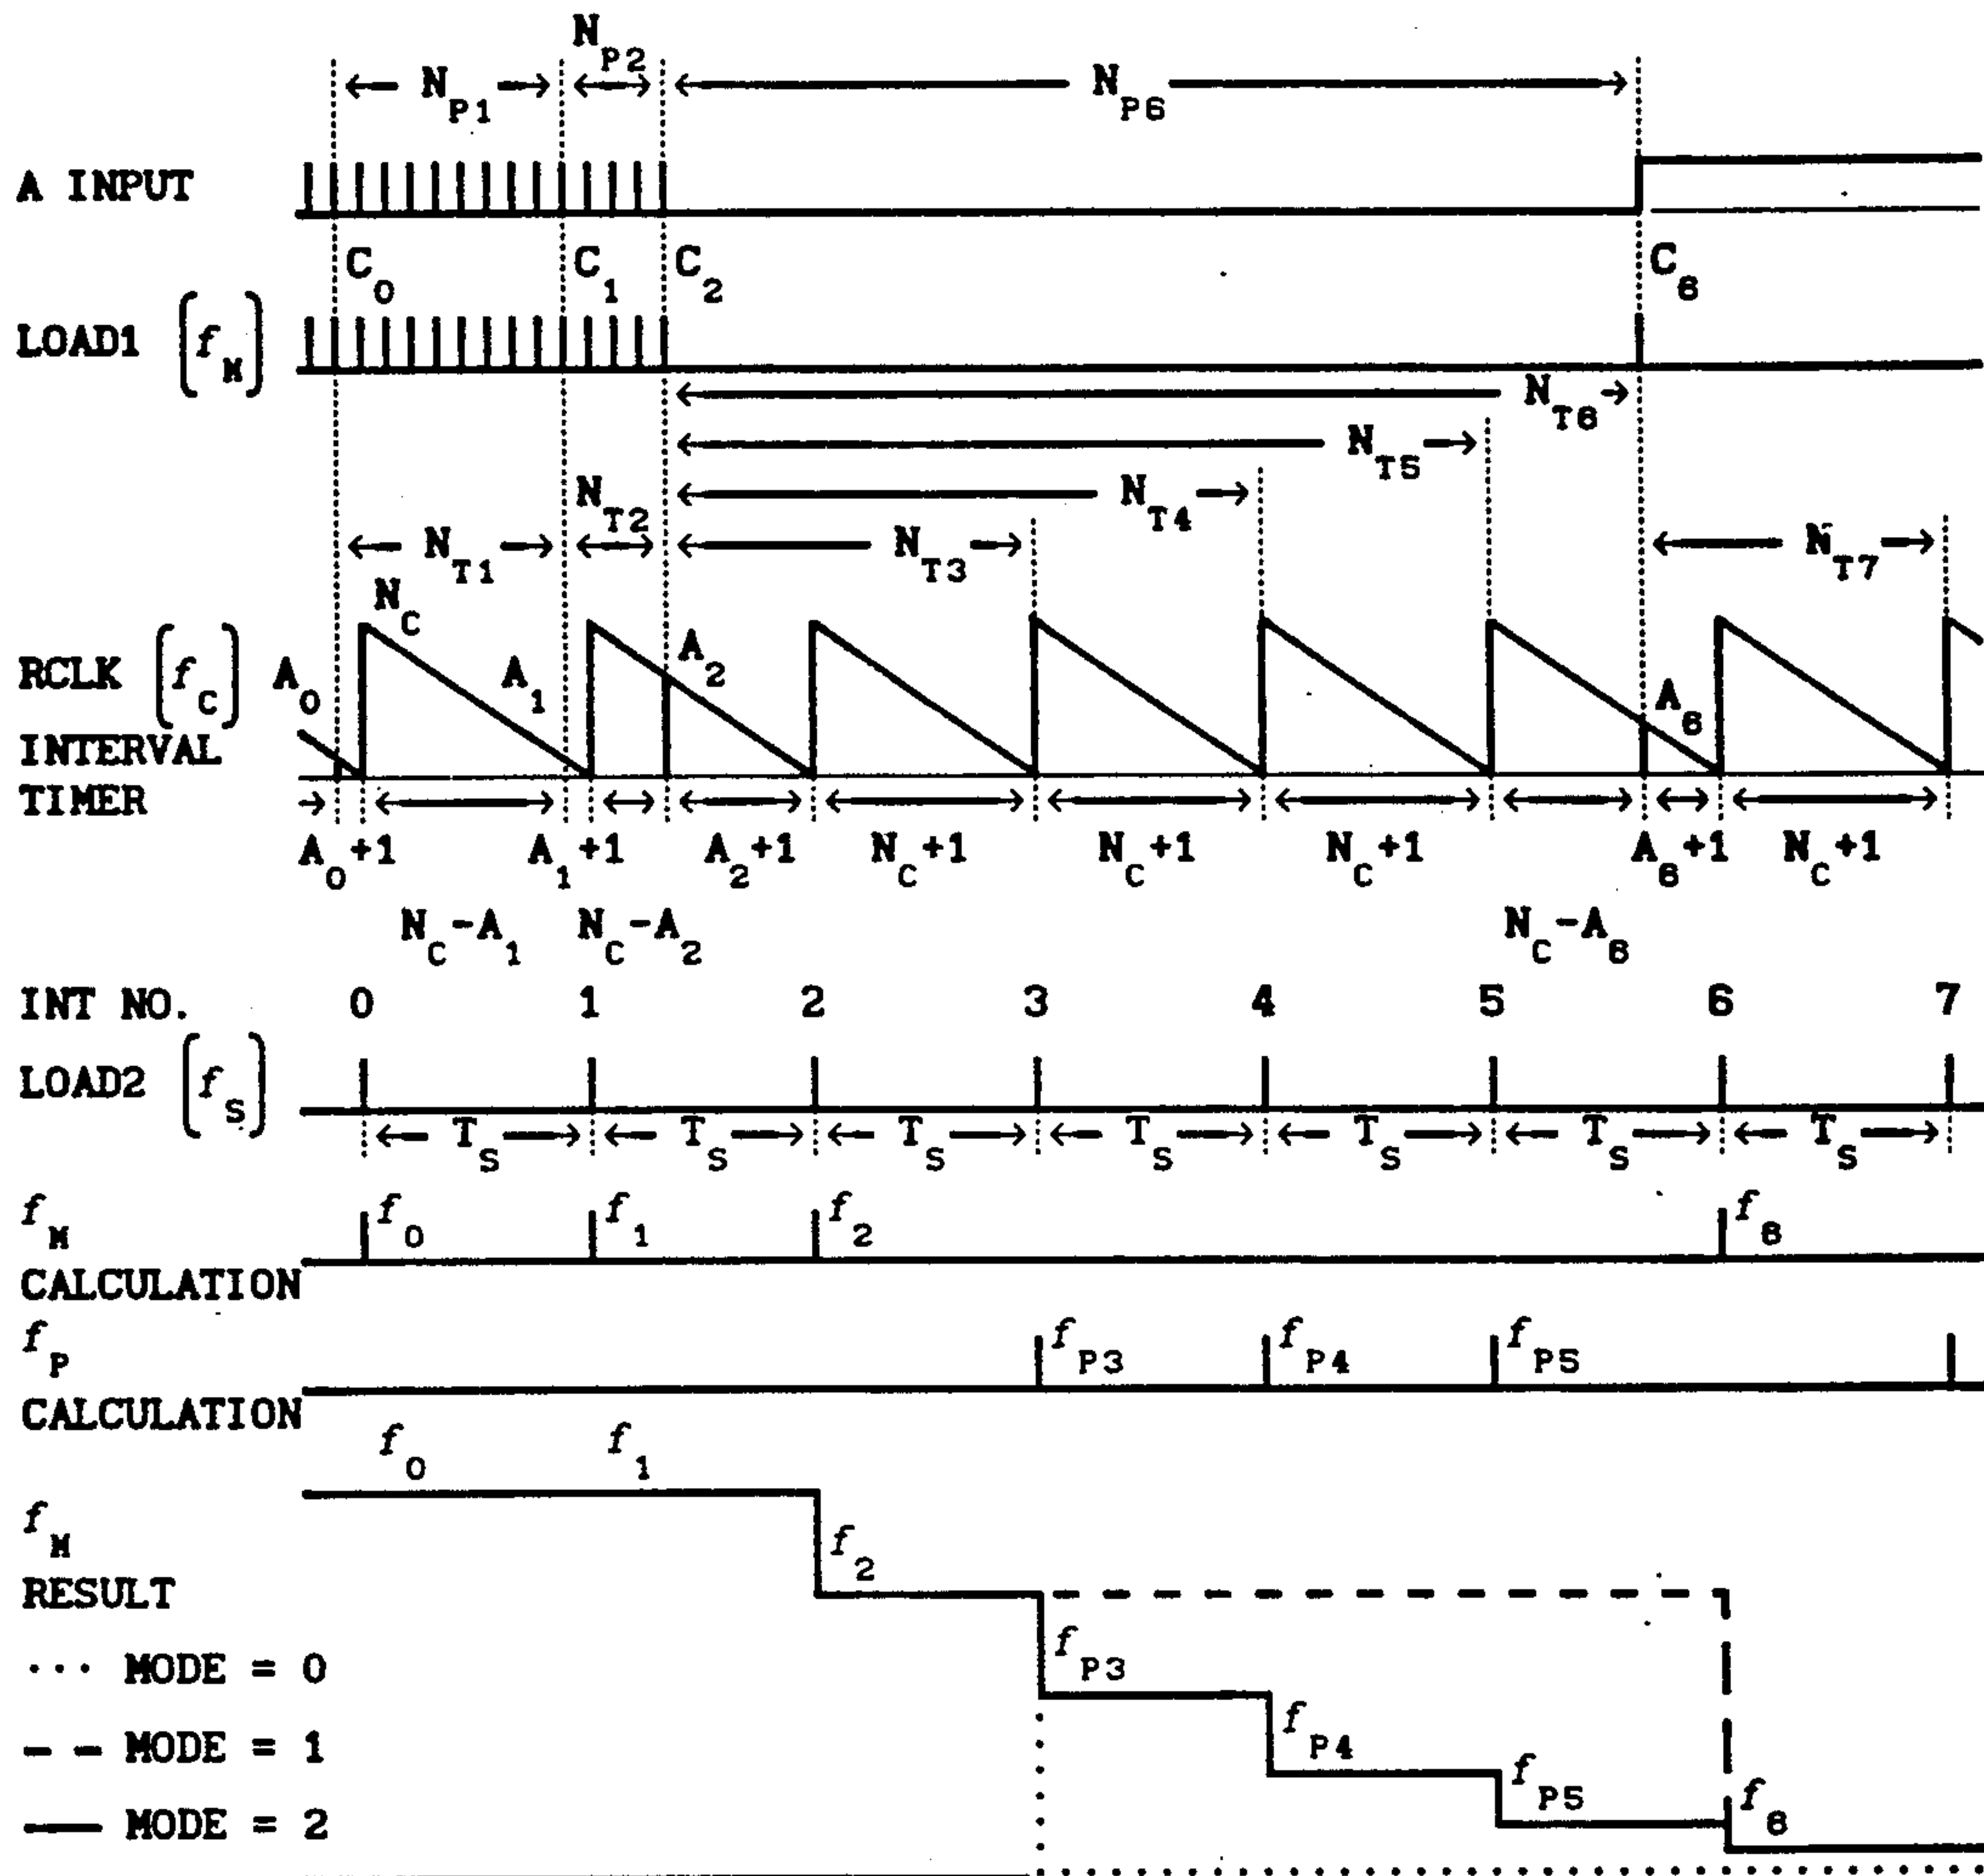 N_P1 N_P2 N_P6
A INPUT
C_0 C_1 C_2 C_6
LOAD1 (f_M)
N_T6
N_T5
N_T4
N_T1 N_T2 N_T3 N_T7
N_C
RCLK (f_C) A_0 A_1 A_2 A_6
INTERVAL
TIMER
A_0+1 A_1+1 A_2+1 N_C+1 N_C+1 N_C+1 A_6+1 N_C+1
N_C-A_1 N_C-A_2 N_C-A_6
INT NO. 0 1 2 3 4 5 6 7
LOAD2 (f_S)
T_S T_S T_S T_S T_S T_S T_S
f_M f_0 f_1 f_2 f_6
CALCULATION
f_P f_P3 f_P4 f_P5
CALCULATION
f_0 f_1
f_M
RESULT
f_2
f_P3
f_P4
f_P5
f_6
... MODE = 0
- - MODE = 1
— MODE = 2